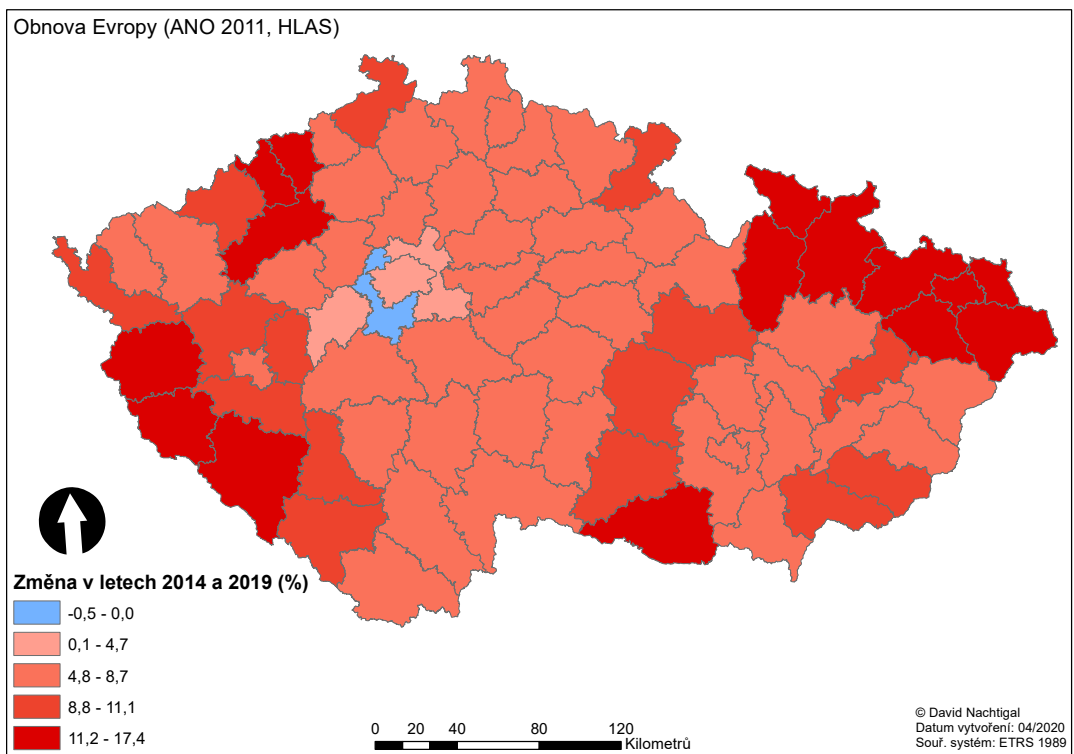 Obnova Evropy (ANO 2011, HLAS)
Změna v letech 2014 a 2019 (%)
-0,5 - 0,0
0,1 - 4,7
4,8 - 8,7
8,8 - 11,1
11,2 - 17,4
0 20 40 80 120
Kilometrů
© David Nachtigal
Datum vytvoření: 04/2020
Souř. systém: ETRS 1989